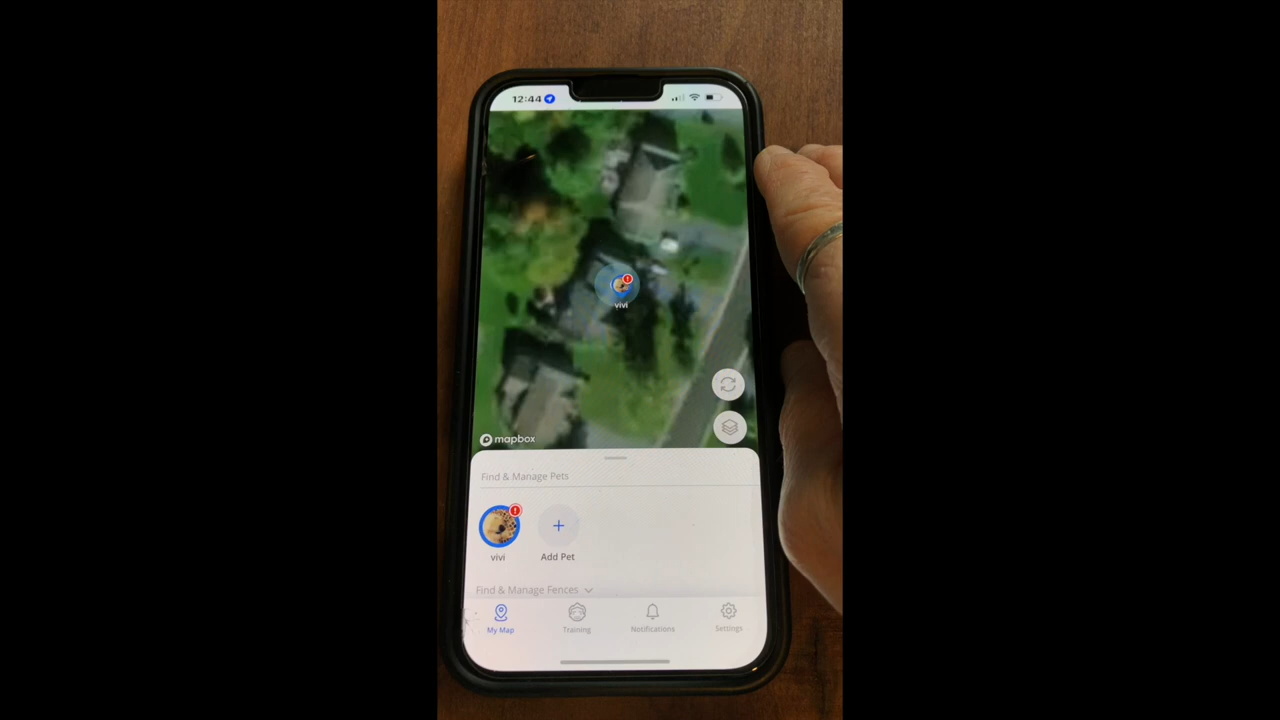 12:44
vivi
mapbox
Find & Manage Pets
vivi
Add Pet
Find & Manage Fences
My Map
Training
Notifications
Settings